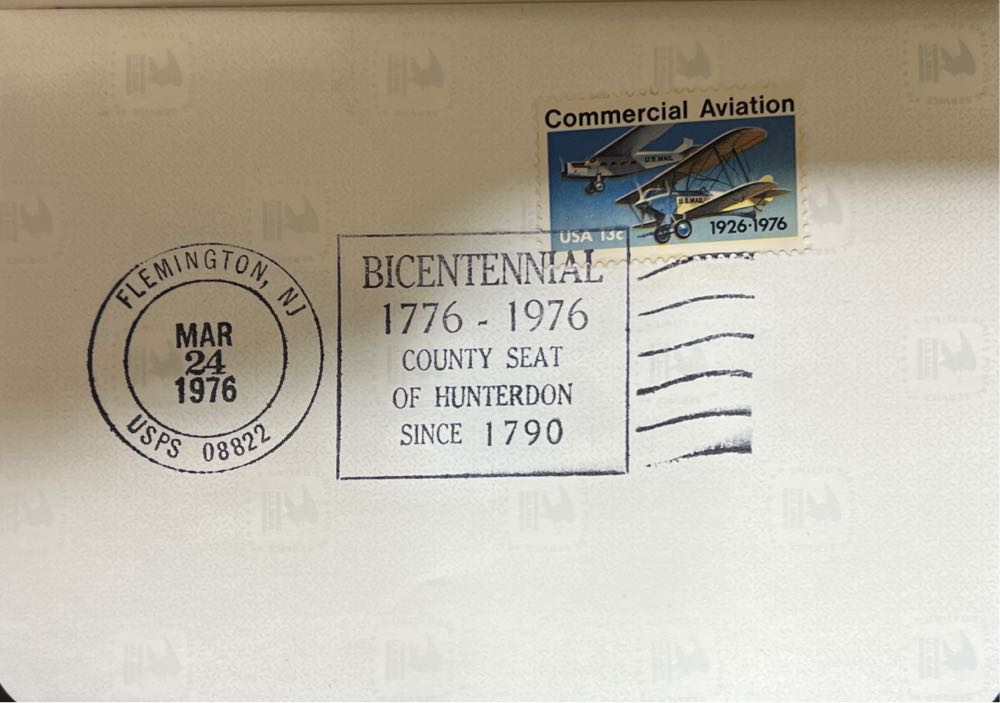 Commercial Aviation
U.S. MAIL
U.S. MAIL
USA 13c
1926·1976
FLEMINGTON, NJ
MAR
24
1976
USPS 08822
BICENTENNIAL
1776 - 1976
COUNTY SEAT
OF HUNTERDON
SINCE 1790